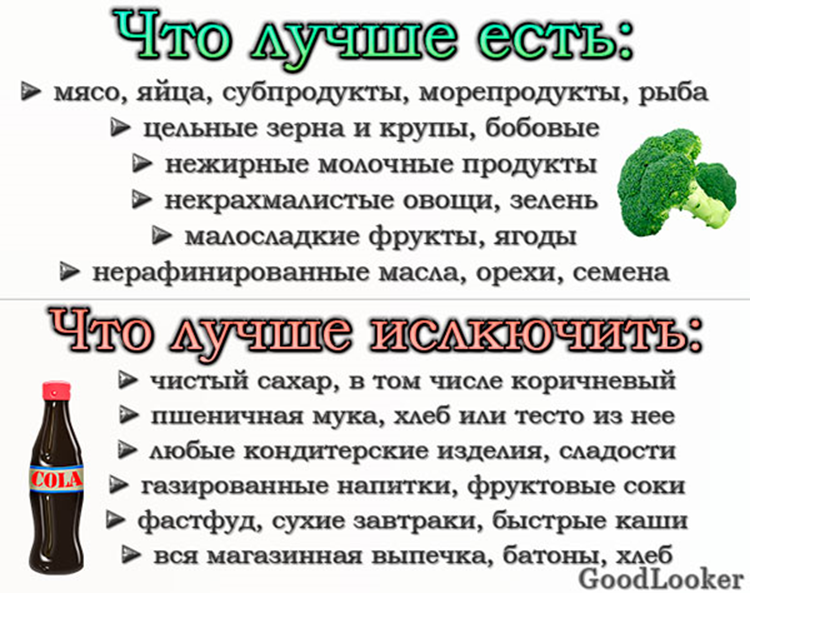 Что лучше есть:
мясо, яйца, субпродукты, морепродукты, рыба
цельные зерна и крупы, бобовые
нежирные молочные продукты
некрахмалистые овощи, зелень
малосладкие фрукты, ягоды
нерафинированные масла, орехи, семена
Что лучше ислкючить:
чистый сахар, в том числе коричневый
пшеничная мука, хлеб или тесто из нее
любые кондитерские изделия, сладости
газированные напитки, фруктовые соки
фастфуд, сухие завтраки, быстрые каши
вся магазинная выпечка, батоны, хлеб
COLA
GoodLooker